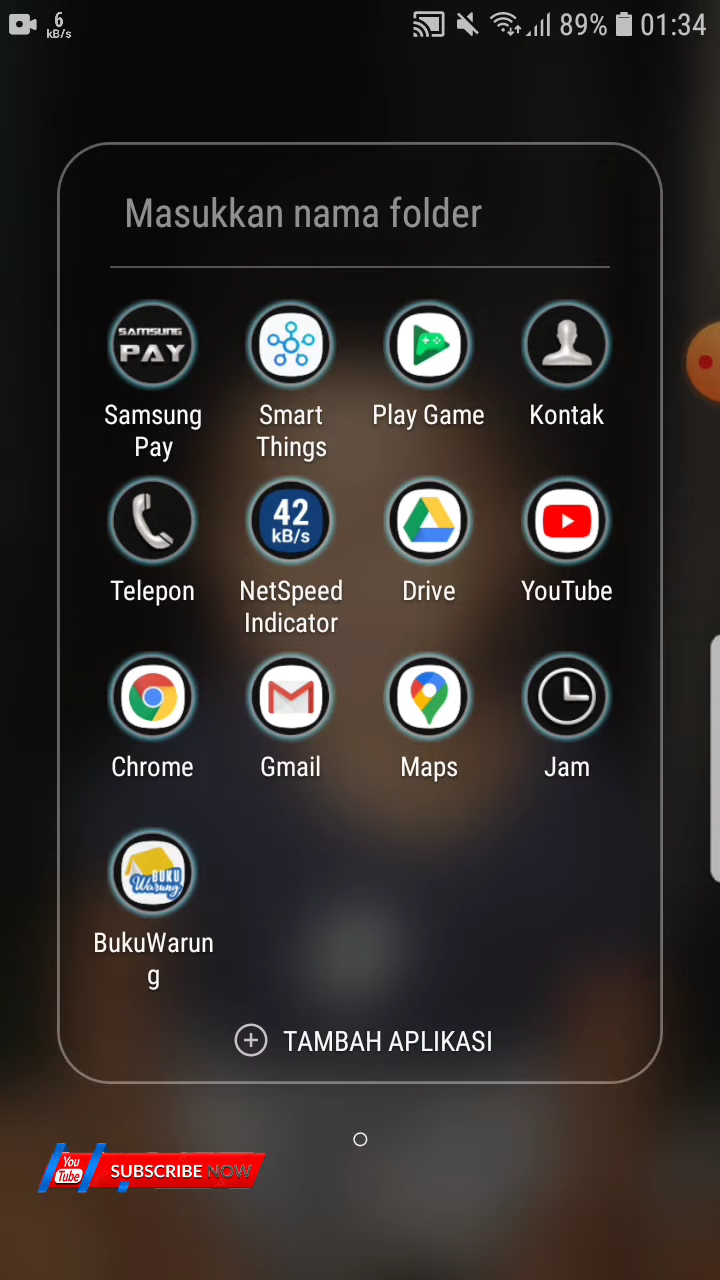 6
kB/s
89% 01:34
Masukkan nama folder
SAMSUNG
PAY
Samsung
Pay
Smart
Things
Play Game
Kontak
Telepon
42
kB/s
NetSpeed
Indicator
Drive
YouTube
Chrome
Gmail
Maps
Jam
BUKU
Warung
BukuWarun
g
TAMBAH APLIKASI
You
Tube
SUBSCRIBE NOW